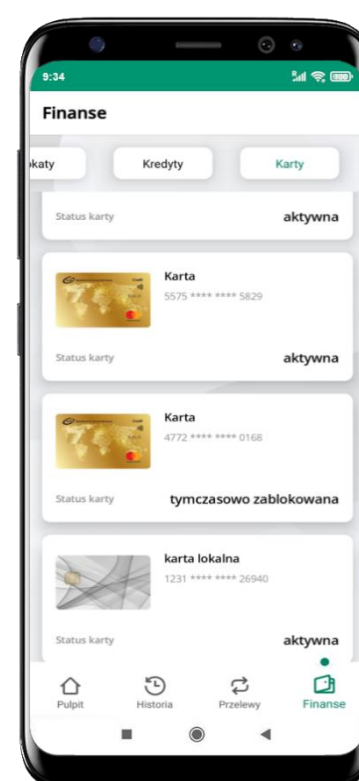 9:34
Finanse
katy
Kredyty
Karty
Status karty
aktywna
Karta
5575 **** **** 5829
Status karty
aktywna
Karta
4772 **** **** 0168
Status karty
tymczasowo zablokowana
karta lokalna
1231 **** **** 26940
Status karty
aktywna
Pulpit
Historia
Przelewy
Finanse